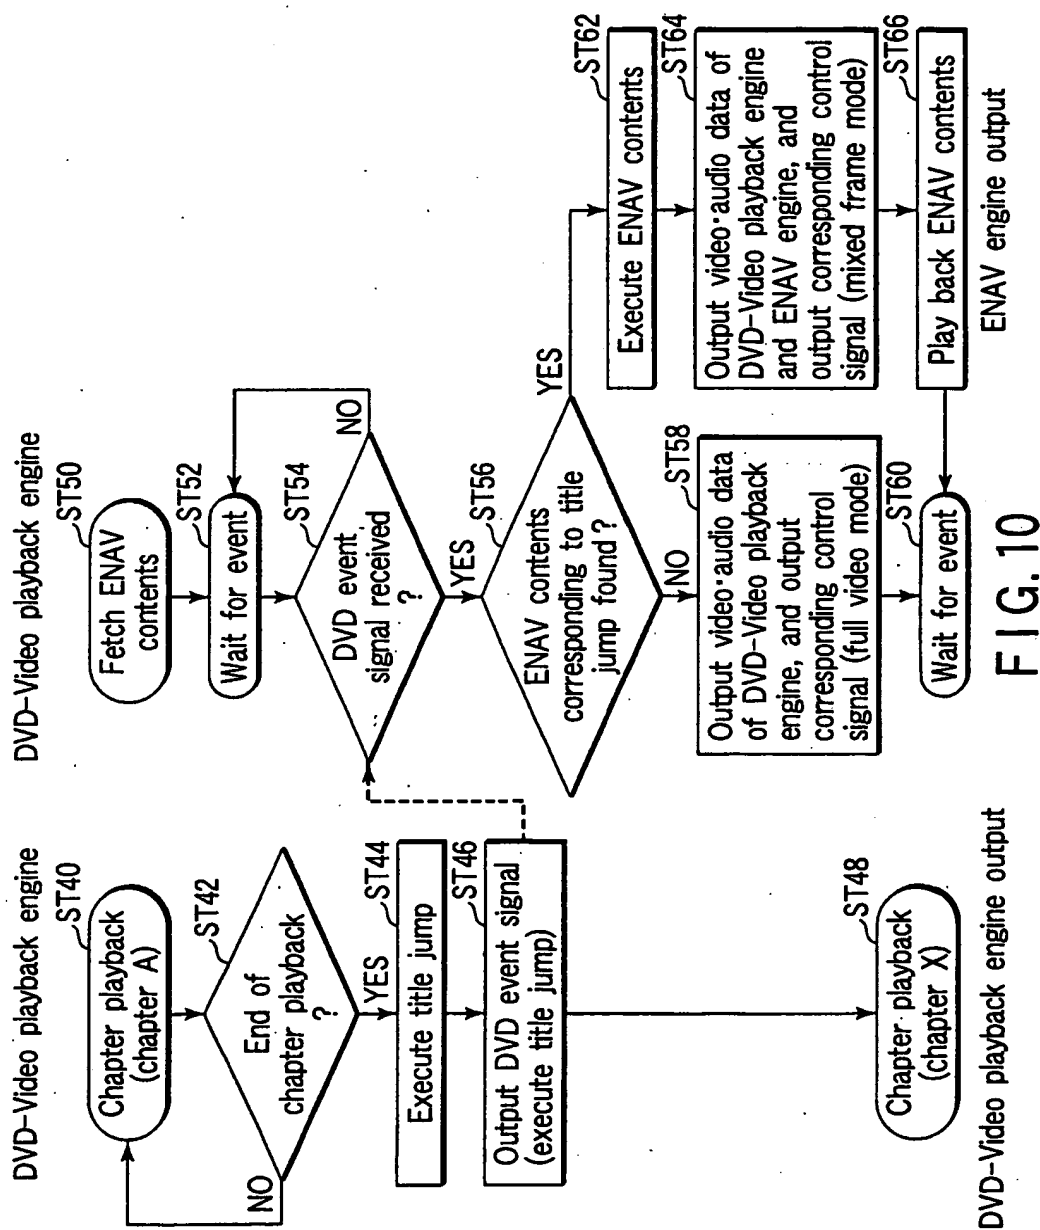 DVD-Video playback engine
ST40
Chapter playback
(chapter A)
ST42
End of
chapter playback
?
NO
YES
ST44
Execute title jump
ST46
Output DVD event signal
(execute title jump)
ST48
Chapter playback
(chapter X)
DVD-Video playback engine output
DVD-Video playback engine
ST50
Fetch ENAV
contents
ST52
Wait for event
ST54
DVD event
signal received
?
NO
YES
ST56
ENAV contents
corresponding to title
jump found ?
YES
NO
ST58
Output video·audio data
of DVD-Video playback
engine, and output
corresponding control
signal (full video mode)
ST60
Wait for event
ST62
Execute ENAV contents
ST64
Output video·audio data of
DVD-Video playback engine
and ENAV engine, and
output corresponding control
signal (mixed frame mode)
ST66
Play back ENAV contents
ENAV engine output
FIG. 10